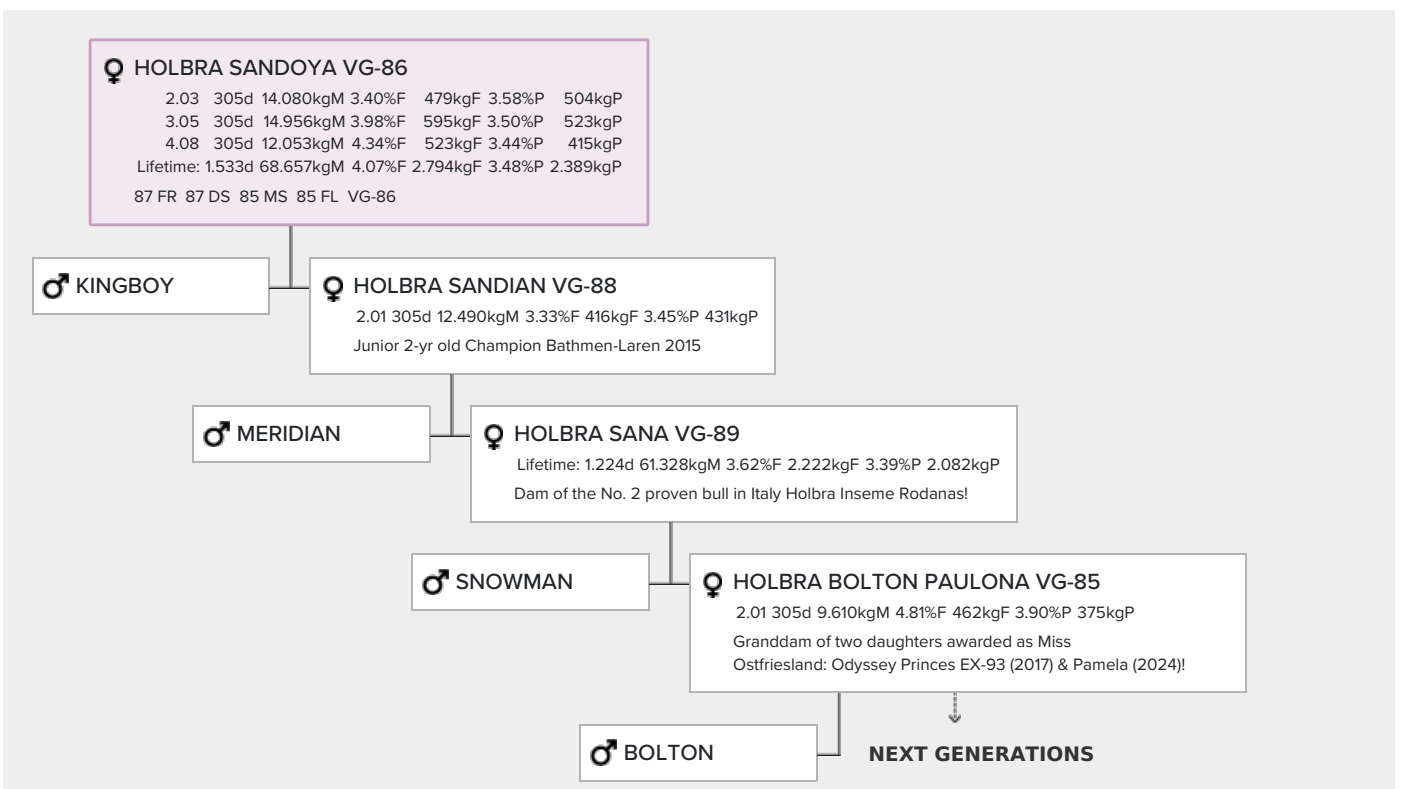 HOLBRA SANDOYA VG-86
2.03 305d 14.080kgM 3.40%F 479kgF 3.58%P 504kgP
3.05 305d 14.956kgM 3.98%F 595kgF 3.50%P 523kgP
4.08 305d 12.053kgM 4.34%F 523kgF 3.44%P 415kgP
Lifetime: 1.533d 68.657kgM 4.07%F 2.794kgF 3.48%P 2.389kgP
87 FR 87 DS 85 MS 85 FL VG-86
KINGBOY
HOLBRA SANDIAN VG-88
2.01 305d 12.490kgM 3.33%F 416kgF 3.45%P 431kgP
Junior 2-yr old Champion Bathmen-Laren 2015
MERIDIAN
HOLBRA SANA VG-89
Lifetime: 1.224d 61.328kgM 3.62%F 2.222kgF 3.39%P 2.082kgP
Dam of the No. 2 proven bull in Italy Holbra Inseme Rodanas!
SNOWMAN
HOLBRA BOLTON PAULONA VG-85
2.01 305d 9.610kgM 4.81%F 462kgF 3.90%P 375kgP
Granddam of two daughters awarded as Miss
Ostfriesland: Odyssey Princes EX-93 (2017) & Pamela (2024)!
BOLTON
NEXT GENERATIONS